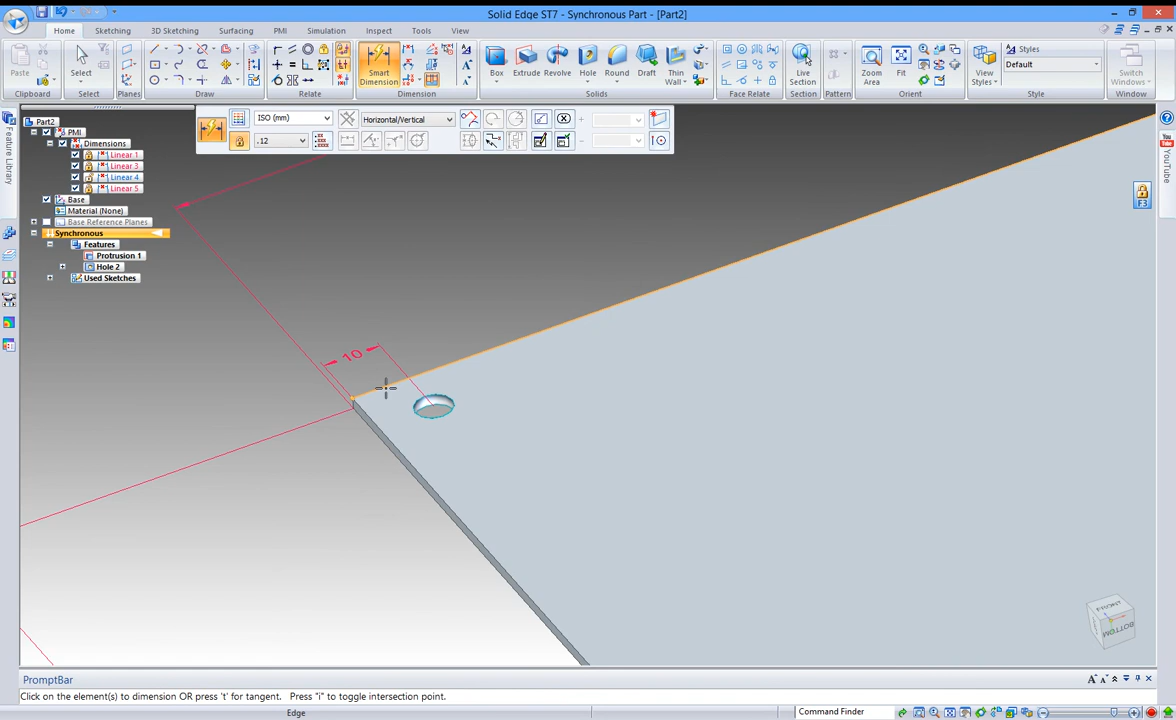 Solid Edge ST7 - Synchronous Part - [Part2]
Home Sketching 3D Sketching Surfacing PMI Simulation Inspect Tools View
Paste Select Smart Dimension Box Extrude Revolve Hole Round Draft Thin Wall Live Section Zoom Area Fit View Styles Styles Default Switch Windows
Clipboard Select Planes Draw Relate Dimension Solids Face Relate Section Pattern Orient Style Window
ISO (mm) Horizontal/Vertical
.12
Part2
PMI
Dimensions
Linear 1
Linear 3
Linear 4
Linear 5
Base
Material (None)
Base Reference Planes
Synchronous
Features
Protrusion 1
Hole 2
Used Sketches
Feature Library
YouTube
F3
10
BOTTOM
PromptBar
Click on the element(s) to dimension OR press 't' for tangent. Press "i" to toggle intersection point.
Edge
Command Finder